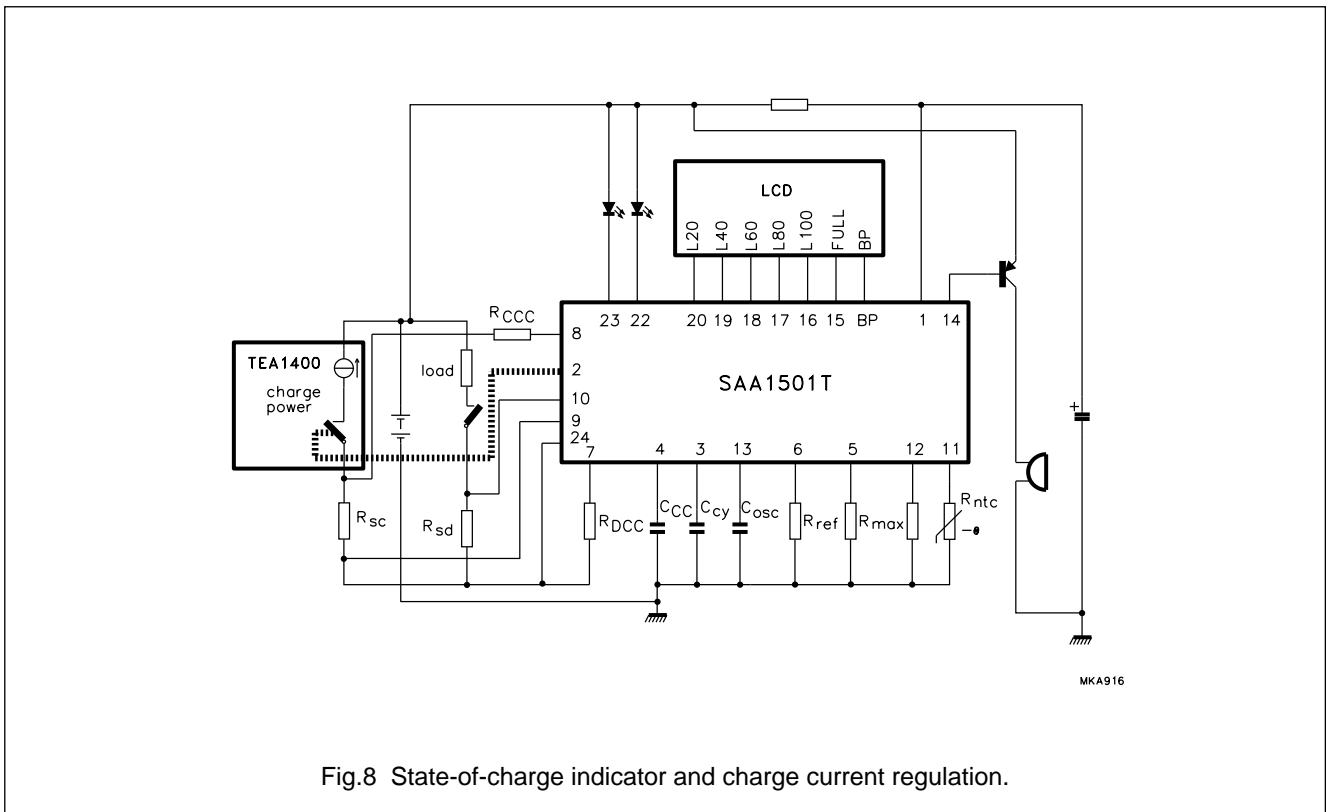 LCD
L20 L40 L60 L80 L100 FULL BP
23 22 20 19 18 17 16 15 BP 1 14
RCCC
8
TEA1400
charge
power
load
2
10
9
24
SAA1501T
7 4 3 13 6 5 12 11
Rsc
Rsd
RDCC
CCC
Ccy
Cosc
Rref
Rmax
Rntc
-θ
+
MKA916
Fig.8 State-of-charge indicator and charge current regulation.